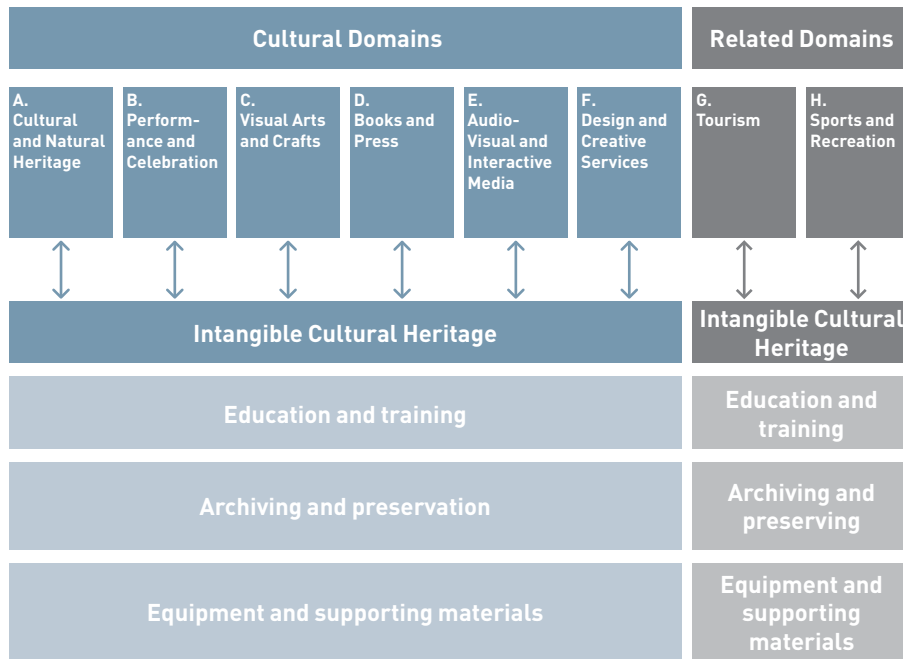 Cultural Domains
Related Domains
A.
Cultural
and Natural
Heritage
B.
Perform-
ance and
Celebration
C.
Visual Arts
and Crafts
D.
Books and
Press
E.
Audio-
Visual and
Interactive
Media
F.
Design and
Creative
Services
G.
Tourism
H.
Sports and
Recreation
Intangible Cultural Heritage
Intangible Cultural
Heritage
Education and training
Education and
training
Archiving and preservation
Archiving and
preserving
Equipment and supporting materials
Equipment and
supporting
materials